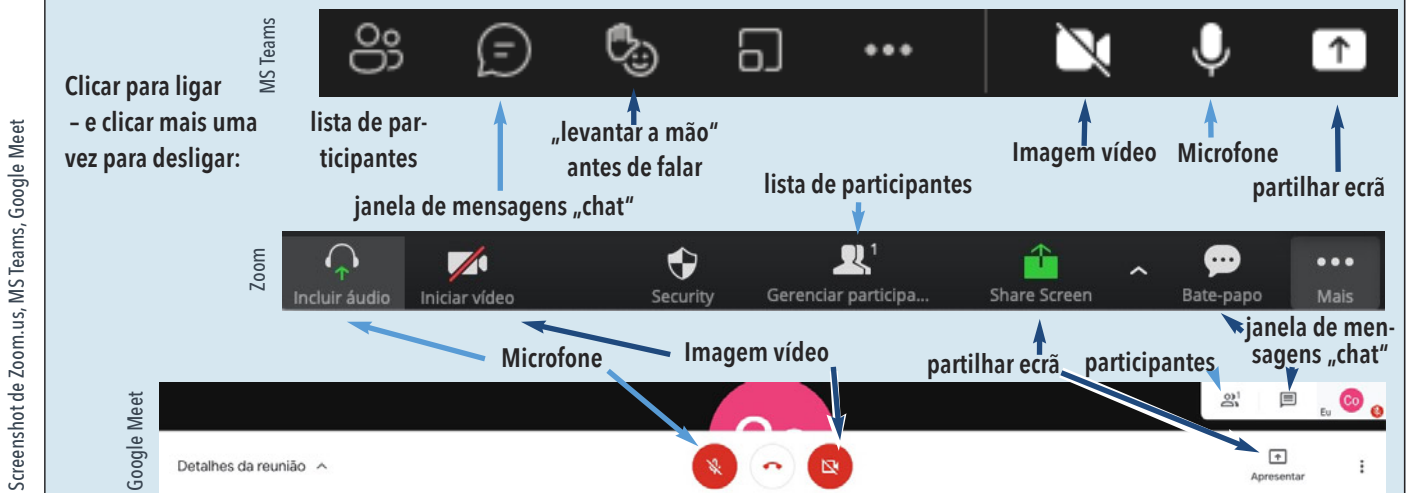 Screenshot de Zoom.us, MS Teams, Google Meet
Clicar para ligar
– e clicar mais uma
vez para desligar:
MS Teams
lista de par-
ticipantes
„levantar a mão“
antes de falar
janela de mensagens „chat“
Imagem vídeo
Microfone
partilhar ecrã
lista de participantes
Zoom
Incluir áudio
Iniciar vídeo
Security
Gerenciar participa...
1
Share Screen
Bate-papo
Mais
Microfone
Imagem vídeo
partilhar ecrã
participantes
janela de men-
sagens „chat“
Google Meet
1
Eu
Co
Detalhes da reunião
Apresentar